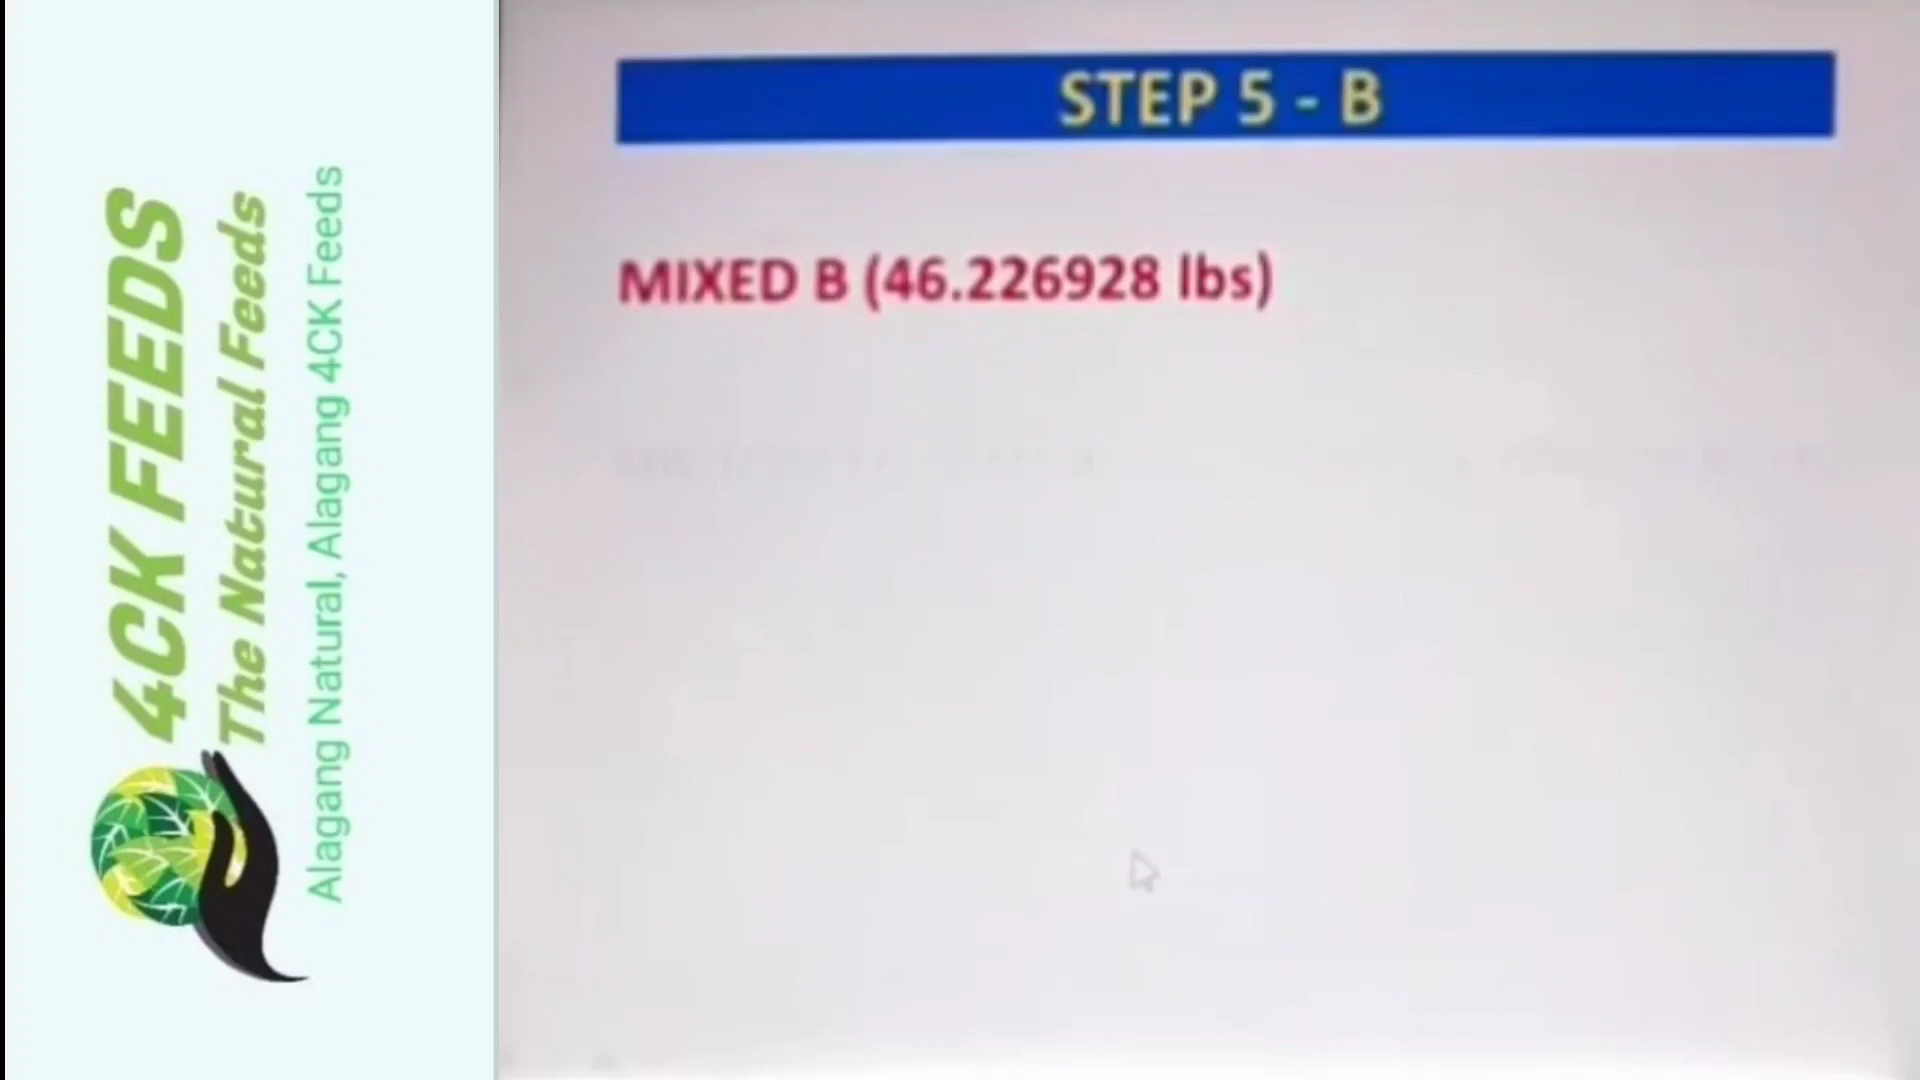 4CK FEEDS
The Natural Feeds
Alagang Natural, Alagang 4CK Feeds
STEP 5 - B
MIXED B (46.226928 lbs)